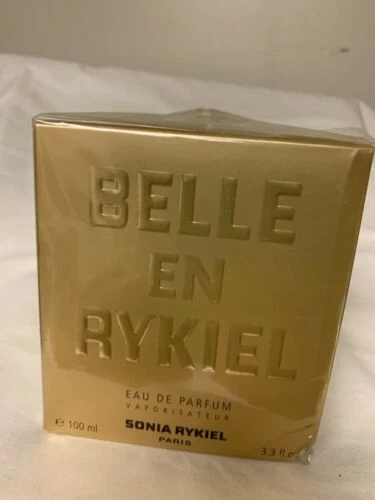 BELLE
EN
RYKIEL
EAU DE PARFUM
VAPORISATEUR
e 100 ml
SONIA RYKIEL
PARIS
3.3 fl